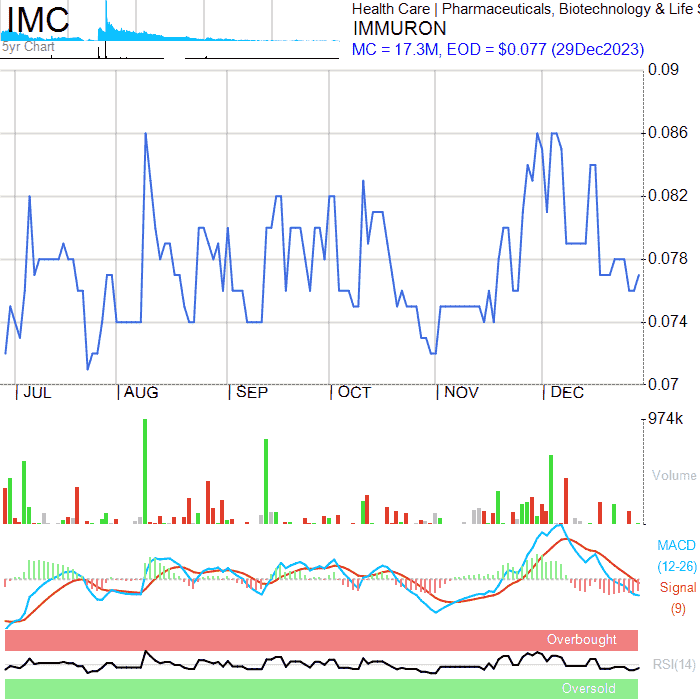 IMC
5yr Chart
Health Care | Pharmaceuticals, Biotechnology & Life
IMMURON
MC = 17.3M, EOD = $0.077 (29Dec2023)
0.09
0.086
0.082
0.078
0.074
0.07
JUL AUG SEP OCT NOV DEC
974k
Volume
MACD
(12-26)
Signal
(9)
Overbought
RSI(14)
Oversold